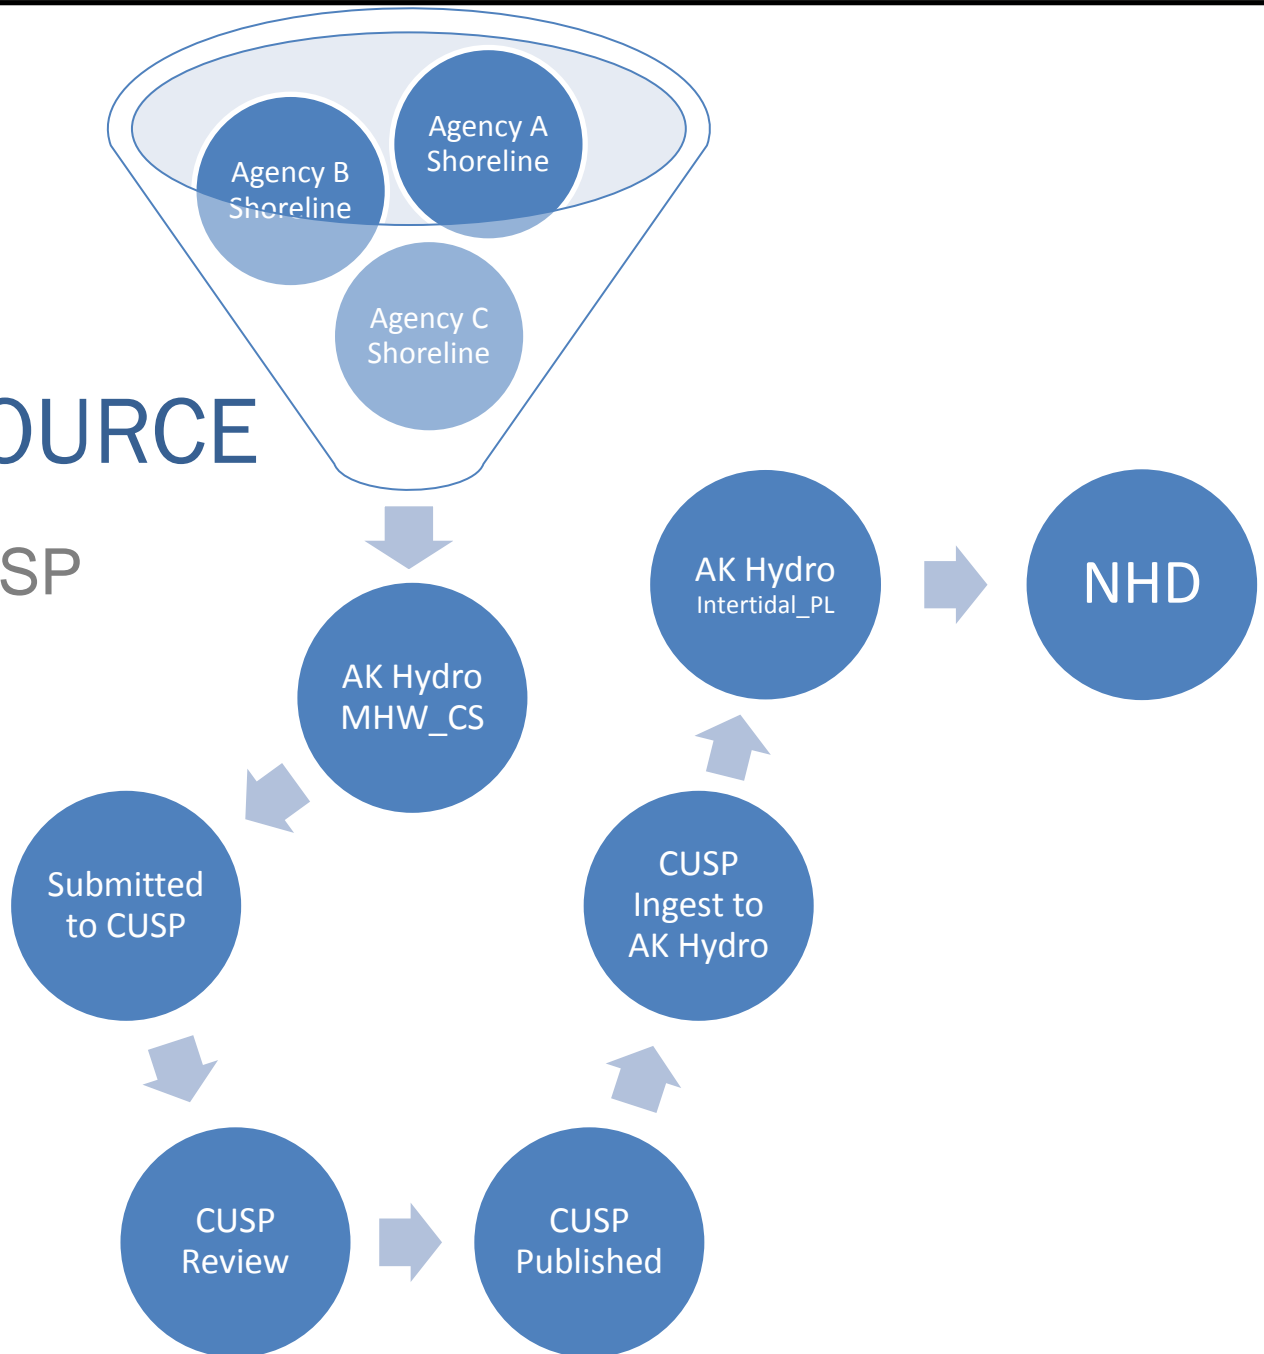 Agency A
Shoreline
Agency B
Shoreline
Agency C
Shoreline
OURCE
SP
AK Hydro
MHW_CS
Submitted
to CUSP
CUSP
Review
CUSP
Published
CUSP
Ingest to
AK Hydro
AK Hydro
Intertidal_PL
NHD